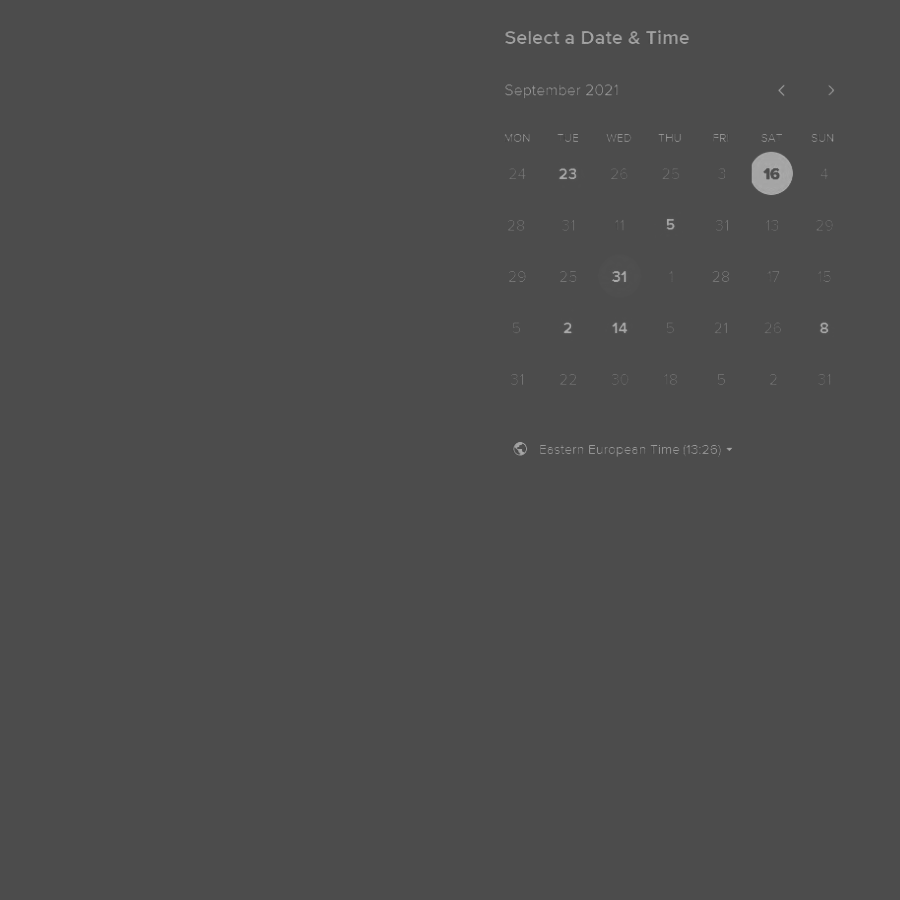 Select a Date & Time
September 2021
MON TUE WED THU FRI SAT SUN
24 23 26 25 3 16 4
28 31 11 5 31 13 29
29 25 31 1 28 17 15
5 2 14 5 21 26 8
31 22 30 18 5 2 31
Eastern European Time (13:26)